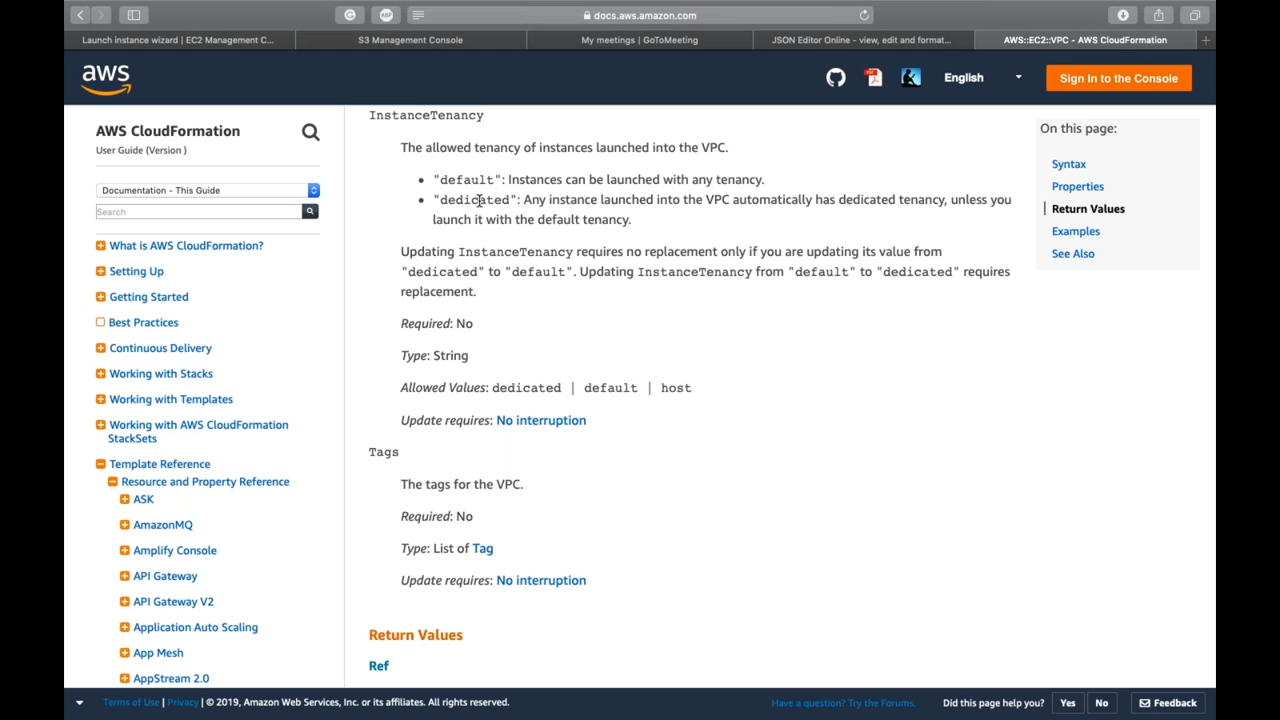 docs.aws.amazon.com
Launch instance wizard | EC2 Management C...
S3 Management Console
My meetings | GoToMeeting
JSON Editor Online - view, edit and format...
AWS::EC2::VPC - AWS CloudFormation
aws
English
Sign In to the Console
AWS CloudFormation
User Guide (Version )
Documentation - This Guide
Search
What is AWS CloudFormation?
Setting Up
Getting Started
Best Practices
Continuous Delivery
Working with Stacks
Working with Templates
Working with AWS CloudFormation
StackSets
Template Reference
Resource and Property Reference
ASK
AmazonMQ
Amplify Console
API Gateway
API Gateway V2
Application Auto Scaling
App Mesh
AppStream 2.0
InstanceTenancy
The allowed tenancy of instances launched into the VPC.
"default": Instances can be launched with any tenancy.
"dedicated": Any instance launched into the VPC automatically has dedicated tenancy, unless you
launch it with the default tenancy.
Updating InstanceTenancy requires no replacement only if you are updating its value from
"dedicated" to "default". Updating InstanceTenancy from "default" to "dedicated" requires
replacement.
Required: No
Type: String
Allowed Values: dedicated | default | host
Update requires: No interruption
Tags
The tags for the VPC.
Required: No
Type: List of Tag
Update requires: No interruption
Return Values
Ref
On this page:
Syntax
Properties
Return Values
Examples
See Also
Terms of Use | Privacy | © 2019, Amazon Web Services, Inc. or its affiliates. All rights reserved.
Have a question? Try the Forums.
Did this page help you?
Yes
No
Feedback